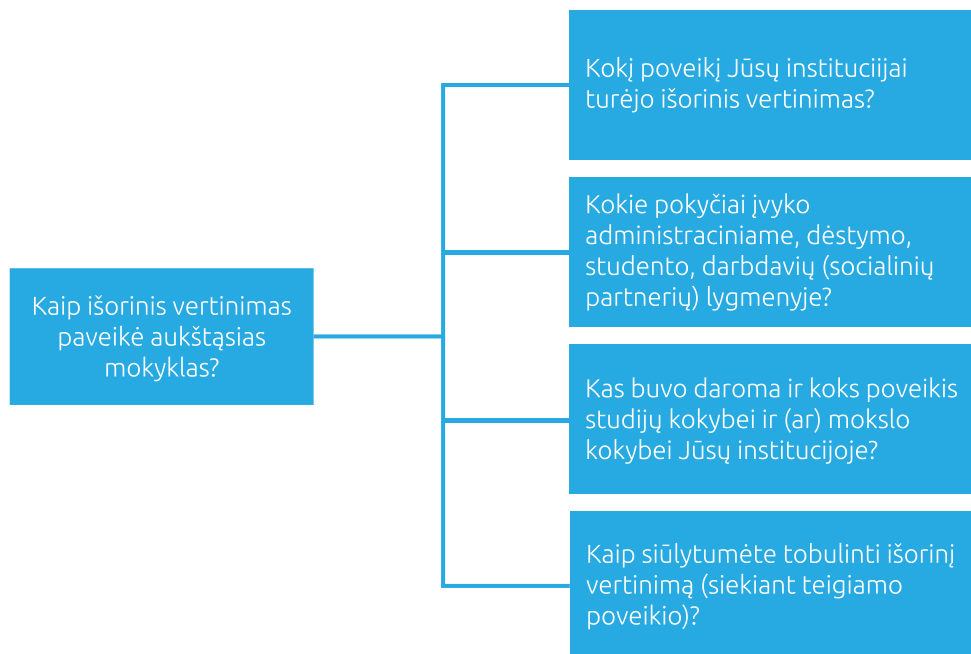 Kaip išorinis vertinimas
paveikė aukštąsias
mokyklas?
Kokį poveikį Jūsų instituciijai
turėjo išorinis vertinimas?
Kokie pokyčiai įvyko
administraciniame, dėstymo,
studento, darbdavių (socialinių
partnerių) lygmenyje?
Kas buvo daroma ir koks poveikis
studijų kokybei ir (ar) mokslo
kokybei Jūsų institucijoje?
Kaip siūlytumėte tobulinti išorinį
vertinimą (siekiant teigiamo
poveikio)?